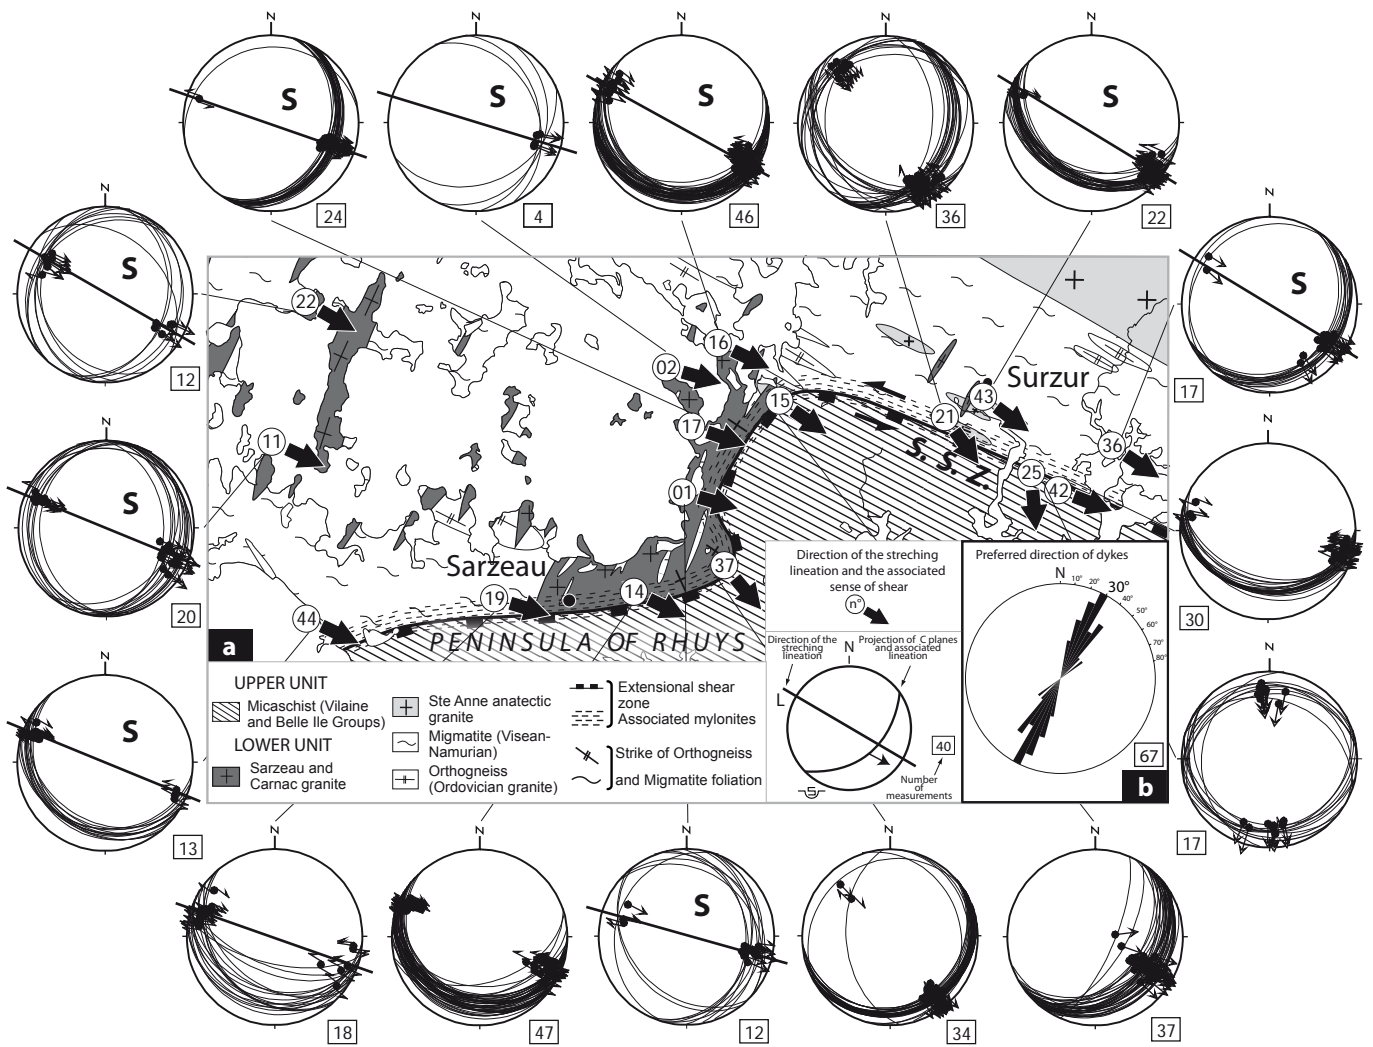 N
N
N
N
N
S
S
S
S
24
4
46
36
22
N
S
12
N
S
17
N
S
20
N
30
N
S
13
N
17
22
16
02
15
17
11
01
21
43
36
25
42
37
14
19
44
Surzur
S. S. Z.
Sarzeau
PENINSULA OF RHUYS
a
UPPER UNIT
Micaschist (Vilaine
and Belle Ile Groups)
LOWER UNIT
Sarzeau and
Carnac granite
Ste Anne anatectic
granite
Migmatite (Visean-
Namurian)
Orthogneiss
(Ordovician granite)
Extensional shear
zone
Associated mylonites
Strike of Orthogneiss
and Migmatite foliation
Direction of the streching
lineation and the associated
sense of shear
n°
Direction of the
streching
lineation
Projection of C planes
and associated
lineation
N
L
40
Number
of
measurements
S
Preferred direction of dykes
N
10°
20°
30°
40°
50°
60°
70°
80°
67
b
N
N
N
N
N
S
18
47
12
34
37